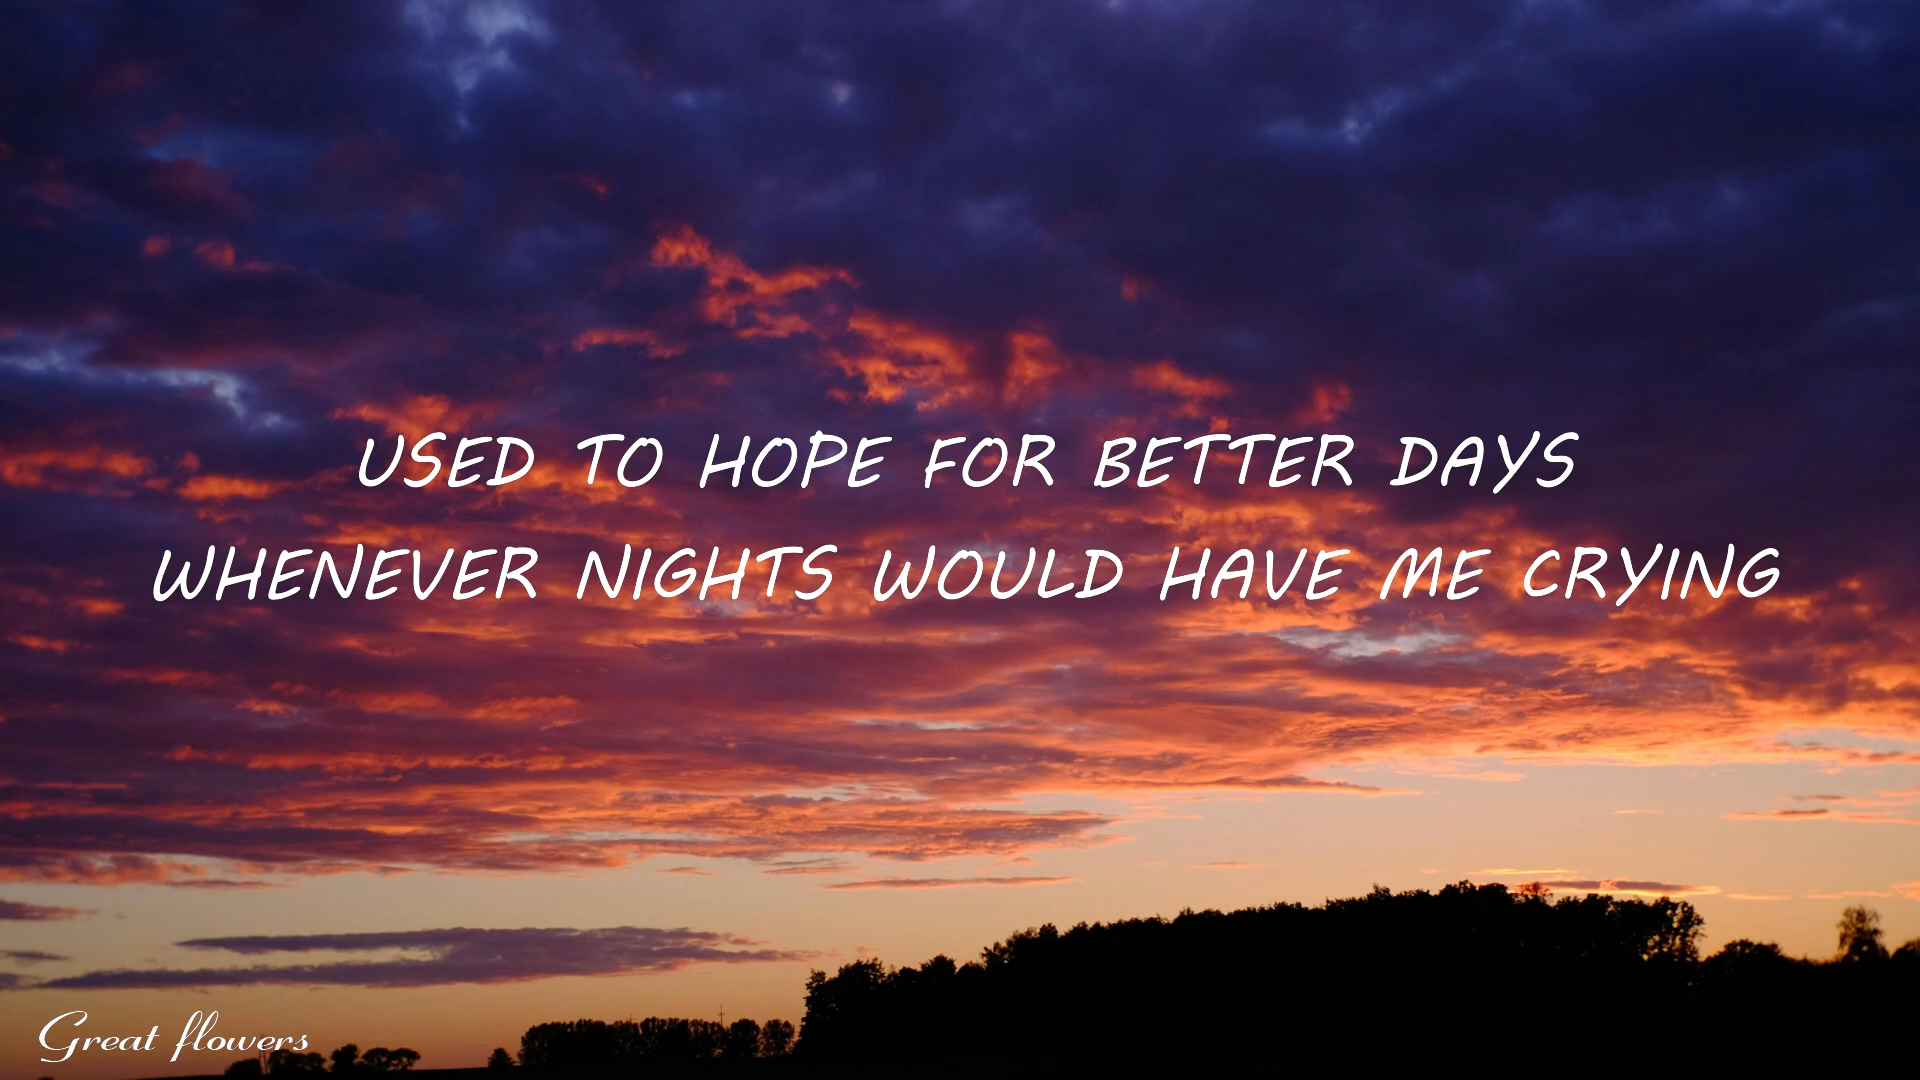 USED TO HOPE FOR BETTER DAYS
WHENEVER NIGHTS WOULD HAVE ME CRYING
Great flowers